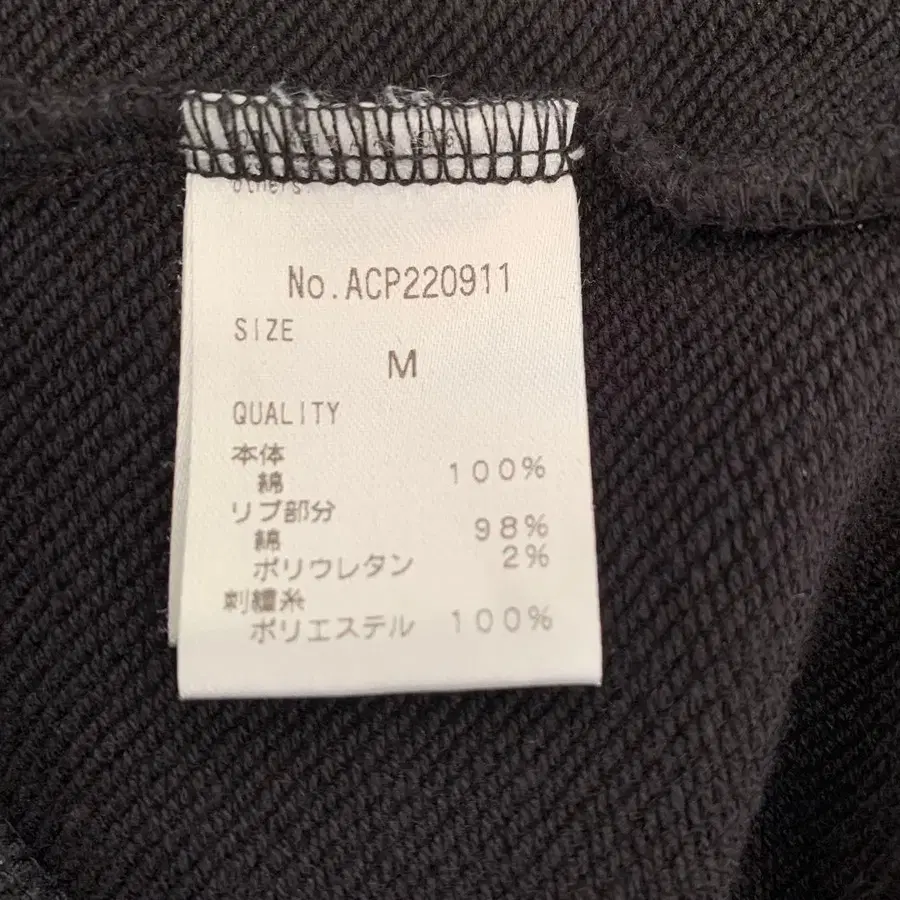 others
No.ACP220911
SIZE
M
QUALITY
本体
綿 100%
リブ部分
綿 98%
ポリウレタン 2%
刺繍糸
ポリエステル 100%